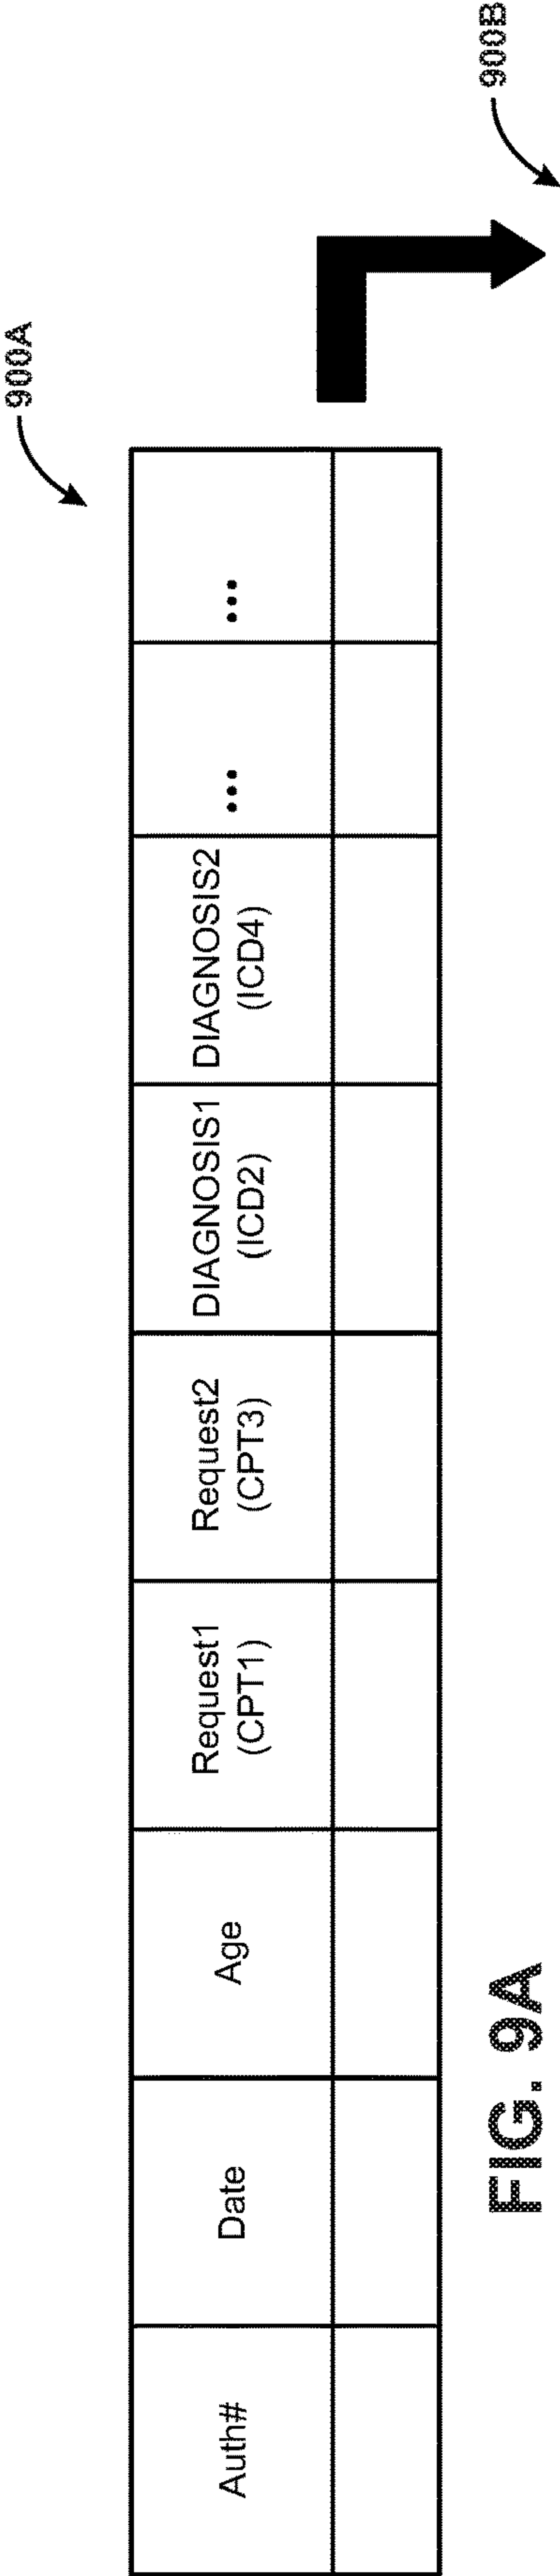 900A
Auth#
Date
Age
Request1
(CPT1)
Request2
(CPT3)
DIAGNOSIS1
(ICD2)
DIAGNOSIS2
(ICD4)
...
...
900B
FIG. 9A